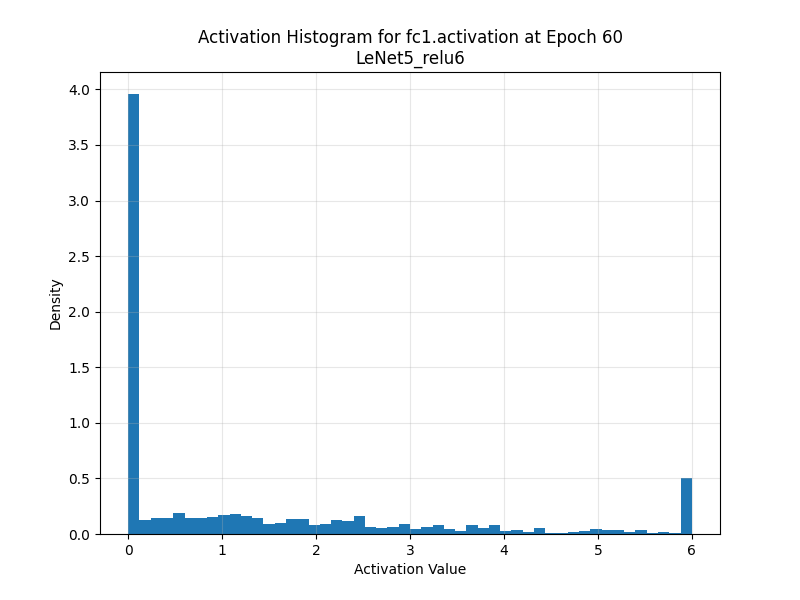 Activation Histogram for fc1.activation at Epoch 60
LeNet5_relu6
4.0
3.5
3.0
2.5
2.0
1.5
1.0
0.5
0.0
Density
0 1 2 3 4 5 6
Activation Value